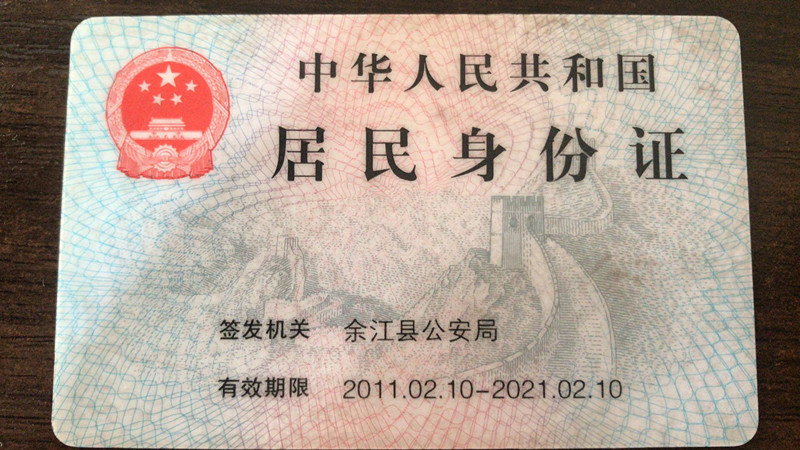 中华人民共和国
居民身份证
签发机关 余江县公安局
有效期限 2011.02.10-2021.02.10